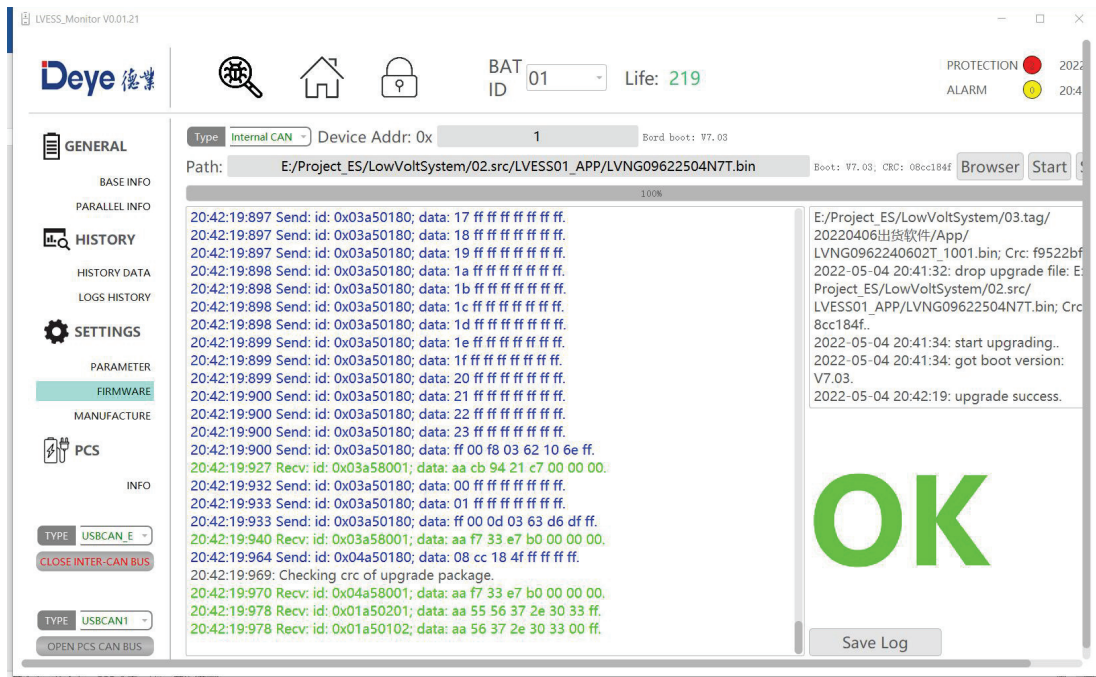 LVESS_Monitor V0.01.21
Deye 德業
BAT ID 01 Life: 219
PROTECTION 2022
ALARM 0 20:4
GENERAL
BASE INFO
PARALLEL INFO
HISTORY
HISTORY DATA
LOGS HISTORY
SETTINGS
PARAMETER
FIRMWARE
MANUFACTURE
PCS
INFO
TYPE USBCAN_E
CLOSE INTER-CAN BUS
TYPE USBCAN1
OPEN PCS CAN BUS
Type Internal CAN Device Addr: 0x 1 Bord boot: V7.03
Path: E:/Project_ES/LowVoltSystem/02.src/LVESS01_APP/LVNG09622504N7T.bin Boot: V7.03, CRC: 08cc184f Browser Start S
100%
20:42:19:897 Send: id: 0x03a50180; data: 17 ff ff ff ff ff ff ff.
20:42:19:897 Send: id: 0x03a50180; data: 18 ff ff ff ff ff ff ff.
20:42:19:897 Send: id: 0x03a50180; data: 19 ff ff ff ff ff ff ff.
20:42:19:898 Send: id: 0x03a50180; data: 1a ff ff ff ff ff ff ff.
20:42:19:898 Send: id: 0x03a50180; data: 1b ff ff ff ff ff ff ff.
20:42:19:898 Send: id: 0x03a50180; data: 1c ff ff ff ff ff ff ff.
20:42:19:898 Send: id: 0x03a50180; data: 1d ff ff ff ff ff ff ff.
20:42:19:899 Send: id: 0x03a50180; data: 1e ff ff ff ff ff ff ff.
20:42:19:899 Send: id: 0x03a50180; data: 1f ff ff ff ff ff ff ff.
20:42:19:899 Send: id: 0x03a50180; data: 20 ff ff ff ff ff ff ff.
20:42:19:900 Send: id: 0x03a50180; data: 21 ff ff ff ff ff ff ff.
20:42:19:900 Send: id: 0x03a50180; data: 22 ff ff ff ff ff ff ff.
20:42:19:900 Send: id: 0x03a50180; data: 23 ff ff ff ff ff ff ff.
20:42:19:900 Send: id: 0x03a50180; data: ff 00 f8 03 62 10 6e ff.
20:42:19:927 Recv: id: 0x03a58001; data: aa cb 94 21 c7 00 00 00.
20:42:19:932 Send: id: 0x03a50180; data: 00 ff ff ff ff ff ff ff.
20:42:19:933 Send: id: 0x03a50180; data: 01 ff ff ff ff ff ff ff.
20:42:19:933 Send: id: 0x03a50180; data: ff 00 0d 03 63 d6 df ff.
20:42:19:940 Recv: id: 0x03a58001; data: aa f7 33 e7 b0 00 00 00.
20:42:19:964 Send: id: 0x04a50180; data: 08 cc 18 4f ff ff ff ff.
20:42:19:969: Checking crc of upgrade package.
20:42:19:970 Recv: id: 0x04a58001; data: aa f7 33 e7 b0 00 00 00.
20:42:19:978 Recv: id: 0x01a50201; data: aa 55 56 37 2e 30 33 ff.
20:42:19:978 Recv: id: 0x01a50102; data: aa 56 37 2e 30 33 00 ff.
E:/Project_ES/LowVoltSystem/03.tag/
20220406出货软件/App/
LVNG0962240602T_1001.bin; Crc: f9522bf
2022-05-04 20:41:32: drop upgrade file: E:
Project_ES/LowVoltSystem/02.src/
LVESS01_APP/LVNG09622504N7T.bin; Crc
8cc184f..
2022-05-04 20:41:34: start upgrading..
2022-05-04 20:41:34: got boot version:
V7.03.
2022-05-04 20:42:19: upgrade success.
OK
Save Log